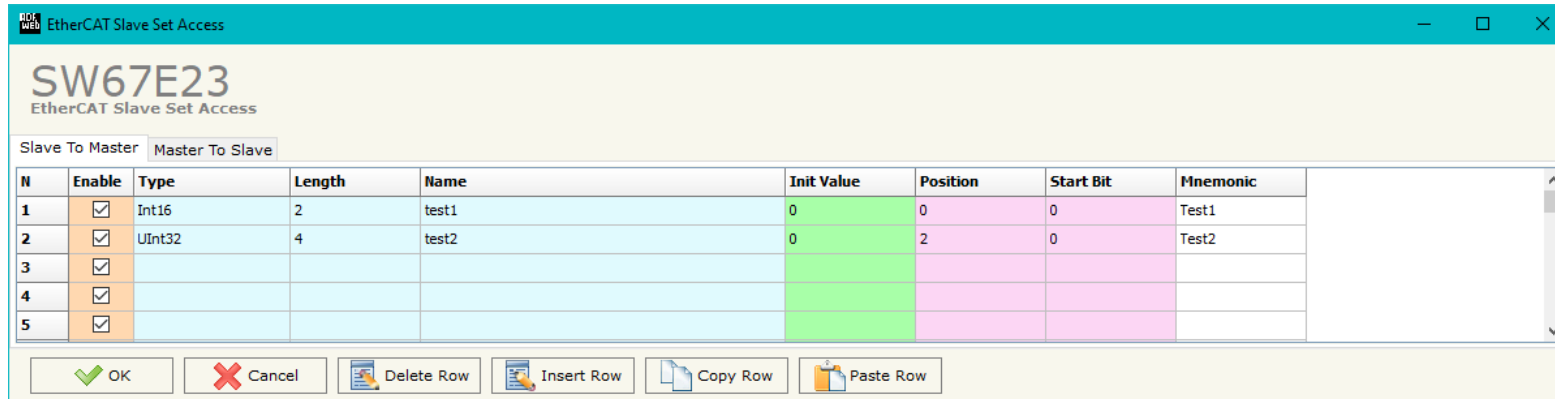 ADF WEB EtherCAT Slave Set Access
SW67E23
EtherCAT Slave Set Access
Slave To Master Master To Slave
N Enable Type Length Name Init Value Position Start Bit Mnemonic
1 Int16 2 test1 0 0 0 Test1
2 UInt32 4 test2 0 2 0 Test2
3
4
5
OK Cancel Delete Row Insert Row Copy Row Paste Row